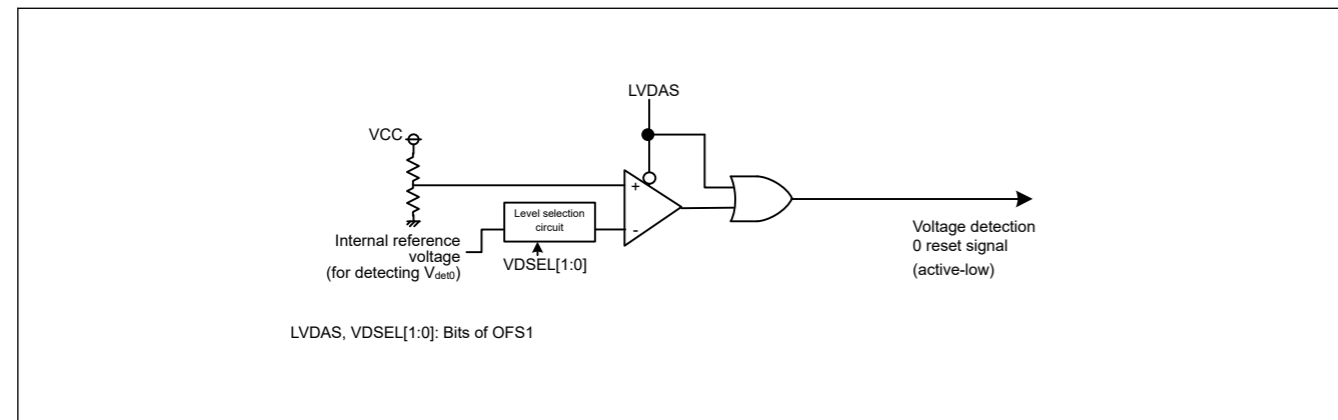 LVDAS
VCC
+
Level selection
circuit
-
Internal reference
voltage
(for detecting Vdet0)
VDSEL[1:0]
Voltage detection
0 reset signal
(active-low)
LVDAS, VDSEL[1:0]: Bits of OFS1